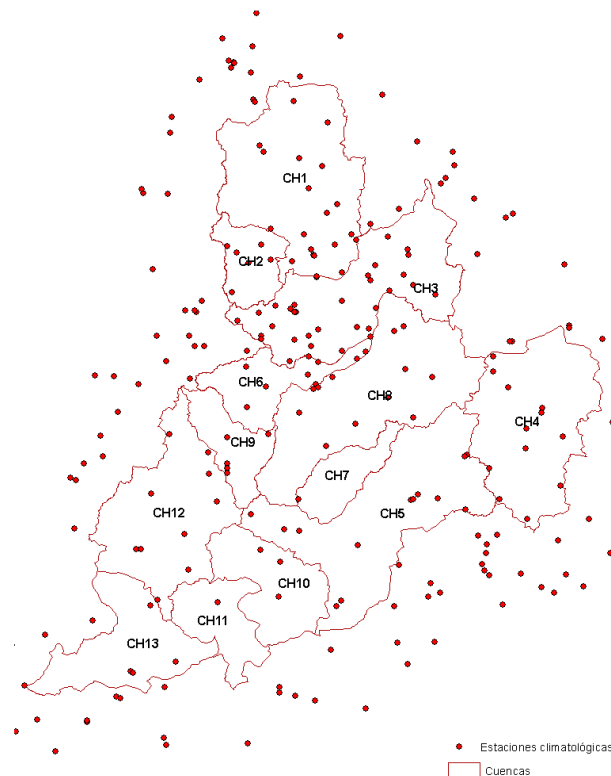 CH1
CH2
CH3
CH6
CH8
CH4
CH9
CH7
CH12
CH5
CH10
CH11
CH13
Estaciones climatológicas
Cuencas